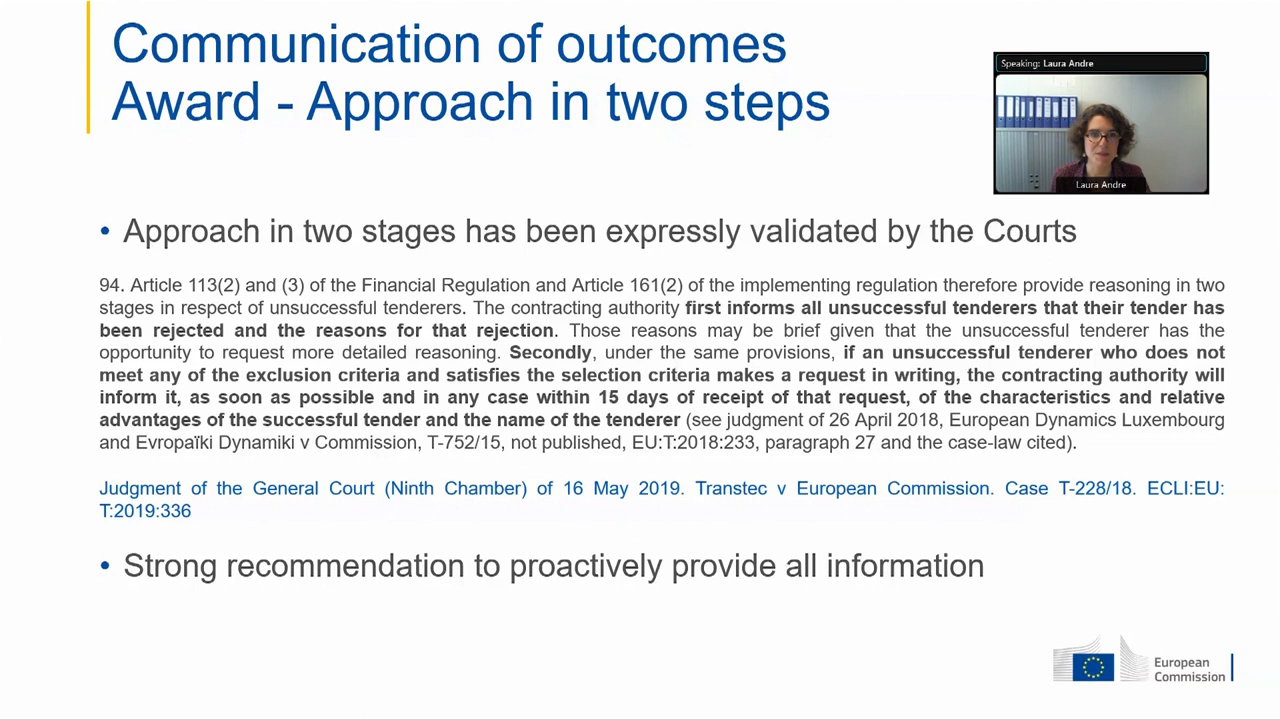 Communication of outcomes
Award - Approach in two steps
Speaking: Laura Andre
Laura Andre
• Approach in two stages has been expressly validated by the Courts
94. Article 113(2) and (3) of the Financial Regulation and Article 161(2) of the implementing regulation therefore provide reasoning in two
stages in respect of unsuccessful tenderers. The contracting authority first informs all unsuccessful tenderers that their tender has
been rejected and the reasons for that rejection. Those reasons may be brief given that the unsuccessful tenderer has the
opportunity to request more detailed reasoning. Secondly, under the same provisions, if an unsuccessful tenderer who does not
meet any of the exclusion criteria and satisfies the selection criteria makes a request in writing, the contracting authority will
inform it, as soon as possible and in any case within 15 days of receipt of that request, of the characteristics and relative
advantages of the successful tender and the name of the tenderer (see judgment of 26 April 2018, European Dynamics Luxembourg
and Evropaïki Dynamiki v Commission, T-752/15, not published, EU:T:2018:233, paragraph 27 and the case-law cited).
Judgment of the General Court (Ninth Chamber) of 16 May 2019. Transtec v European Commission. Case T-228/18. ECLI:EU:
T:2019:336
• Strong recommendation to proactively provide all information
European
Commission